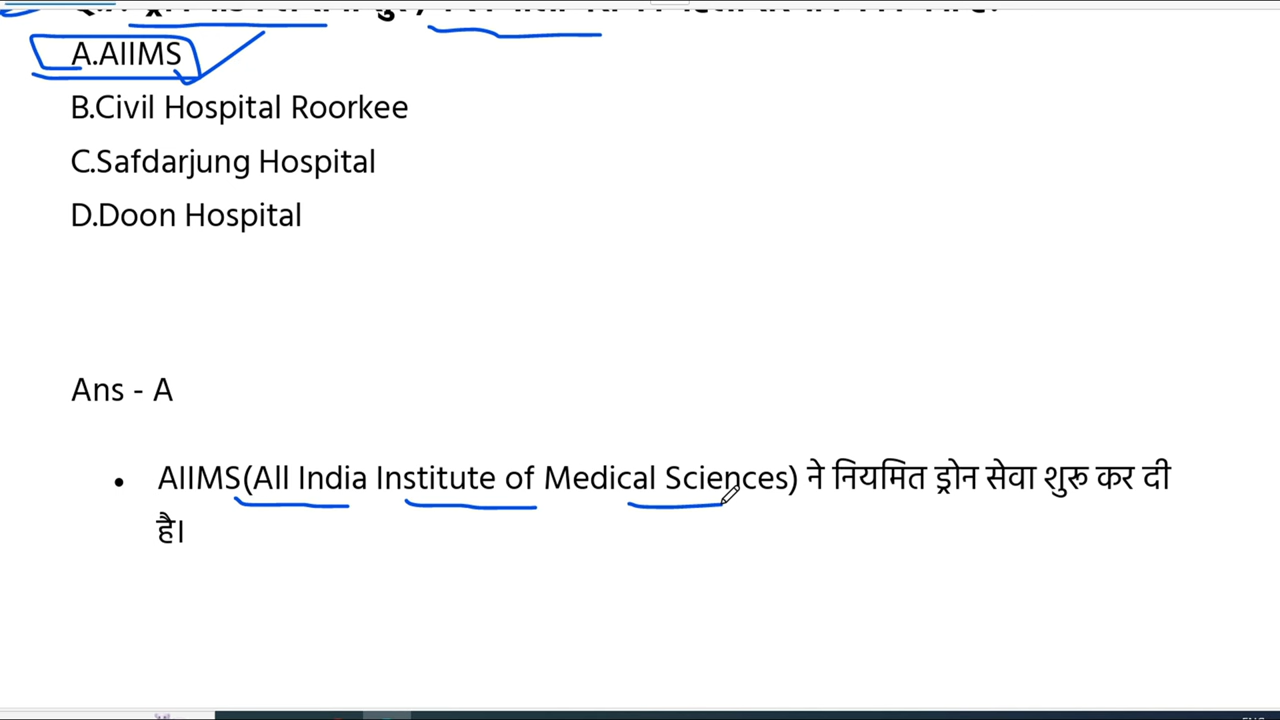 A.AIIMS
B.Civil Hospital Roorkee
C.Safdarjung Hospital
D.Doon Hospital
Ans - A
• AIIMS(All India Institute of Medical Sciences) ने नियमित ड्रोन सेवा शुरू कर दी
है।